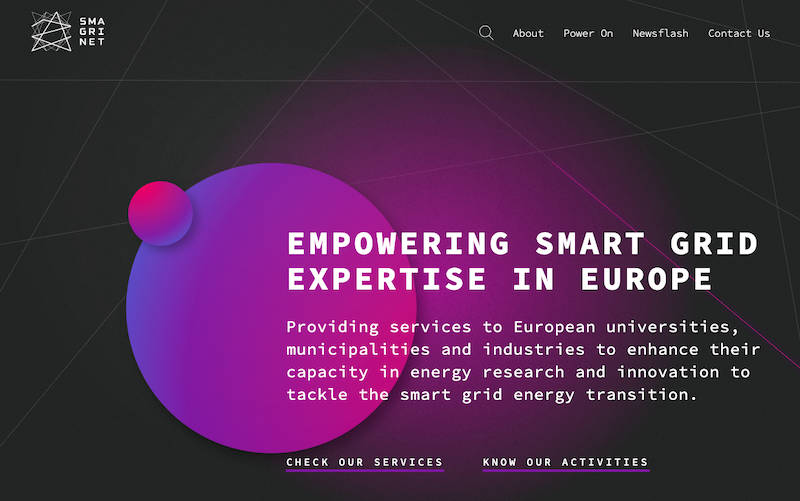 SMA
GRI
NET
About
Power On
Newsflash
Contact Us
EMPOWERING SMART GRID
EXPERTISE IN EUROPE
Providing services to European universities,
municipalities and industries to enhance their
capacity in energy research and innovation to
tackle the smart grid energy transition.
CHECK OUR SERVICES
KNOW OUR ACTIVITIES